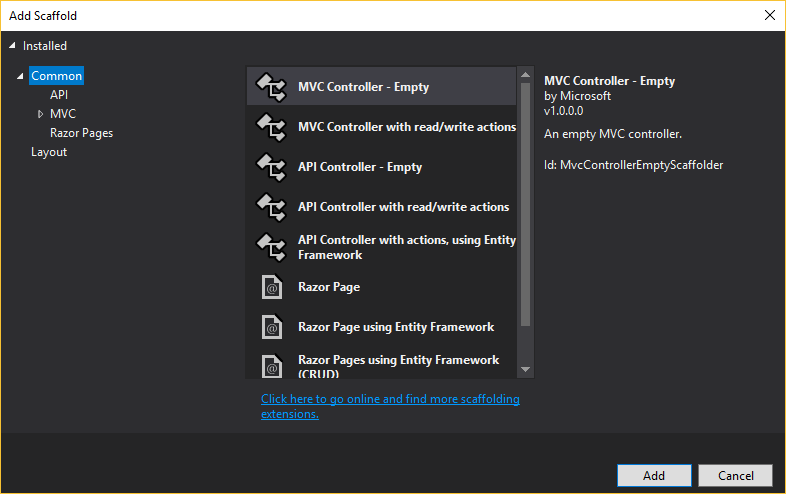 Add Scaffold
Installed
Common
API
MVC
Razor Pages
Layout
MVC Controller - Empty
MVC Controller with read/write actions
API Controller - Empty
API Controller with read/write actions
API Controller with actions, using Entity
Framework
Razor Page
Razor Page using Entity Framework
Razor Pages using Entity Framework
(CRUD)
Click here to go online and find more scaffolding
extensions.
MVC Controller - Empty
by Microsoft
v1.0.0.0
An empty MVC controller.
Id: MvcControllerEmptyScaffolder
Add
Cancel